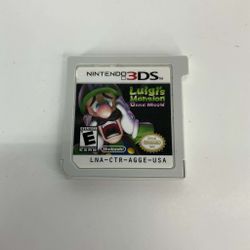 NINTENDO 3DS
Luigi's
Mansion
DARK MOON
E
Nintendo
LNA-CTR-AGGE-USA